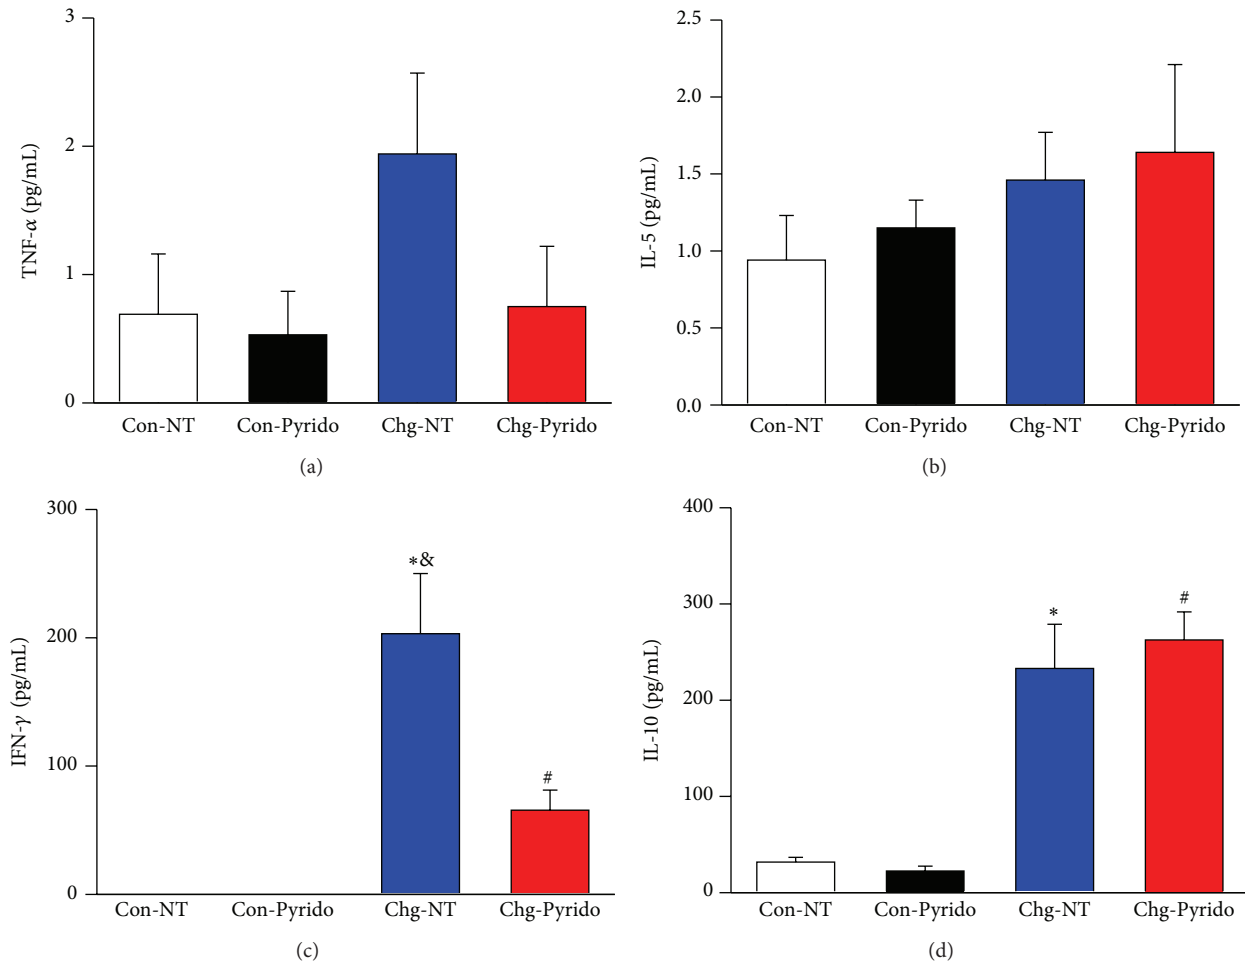 TNF-α (pg/mL)
3
2
1
0
Con-NT Con-Pyrido Chg-NT Chg-Pyrido
(a)
IL-5 (pg/mL)
2.5
2.0
1.5
1.0
0.5
0.0
Con-NT Con-Pyrido Chg-NT Chg-Pyrido
(b)
IFN-γ (pg/mL)
300
200
100
0
*&
#
Con-NT Con-Pyrido Chg-NT Chg-Pyrido
(c)
IL-10 (pg/mL)
400
300
200
100
0
*
#
Con-NT Con-Pyrido Chg-NT Chg-Pyrido
(d)